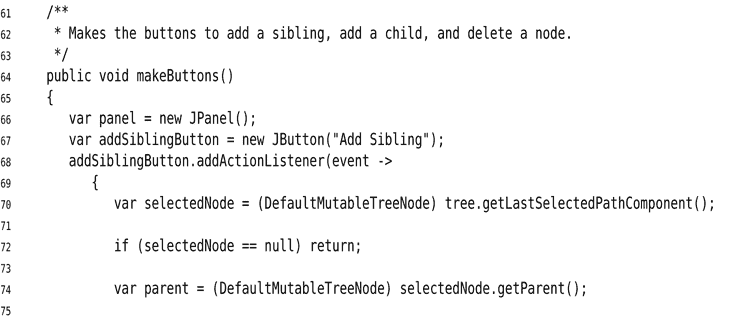 61 /**
62 * Makes the buttons to add a sibling, add a child, and delete a node.
63 */
64 public void makeButtons()
65 {
66 var panel = new JPanel();
67 var addSiblingButton = new JButton("Add Sibling");
68 addSiblingButton.addActionListener(event ->
69 {
70 var selectedNode = (DefaultMutableTreeNode) tree.getLastSelectedPathComponent();
71
72 if (selectedNode == null) return;
73
74 var parent = (DefaultMutableTreeNode) selectedNode.getParent();
75